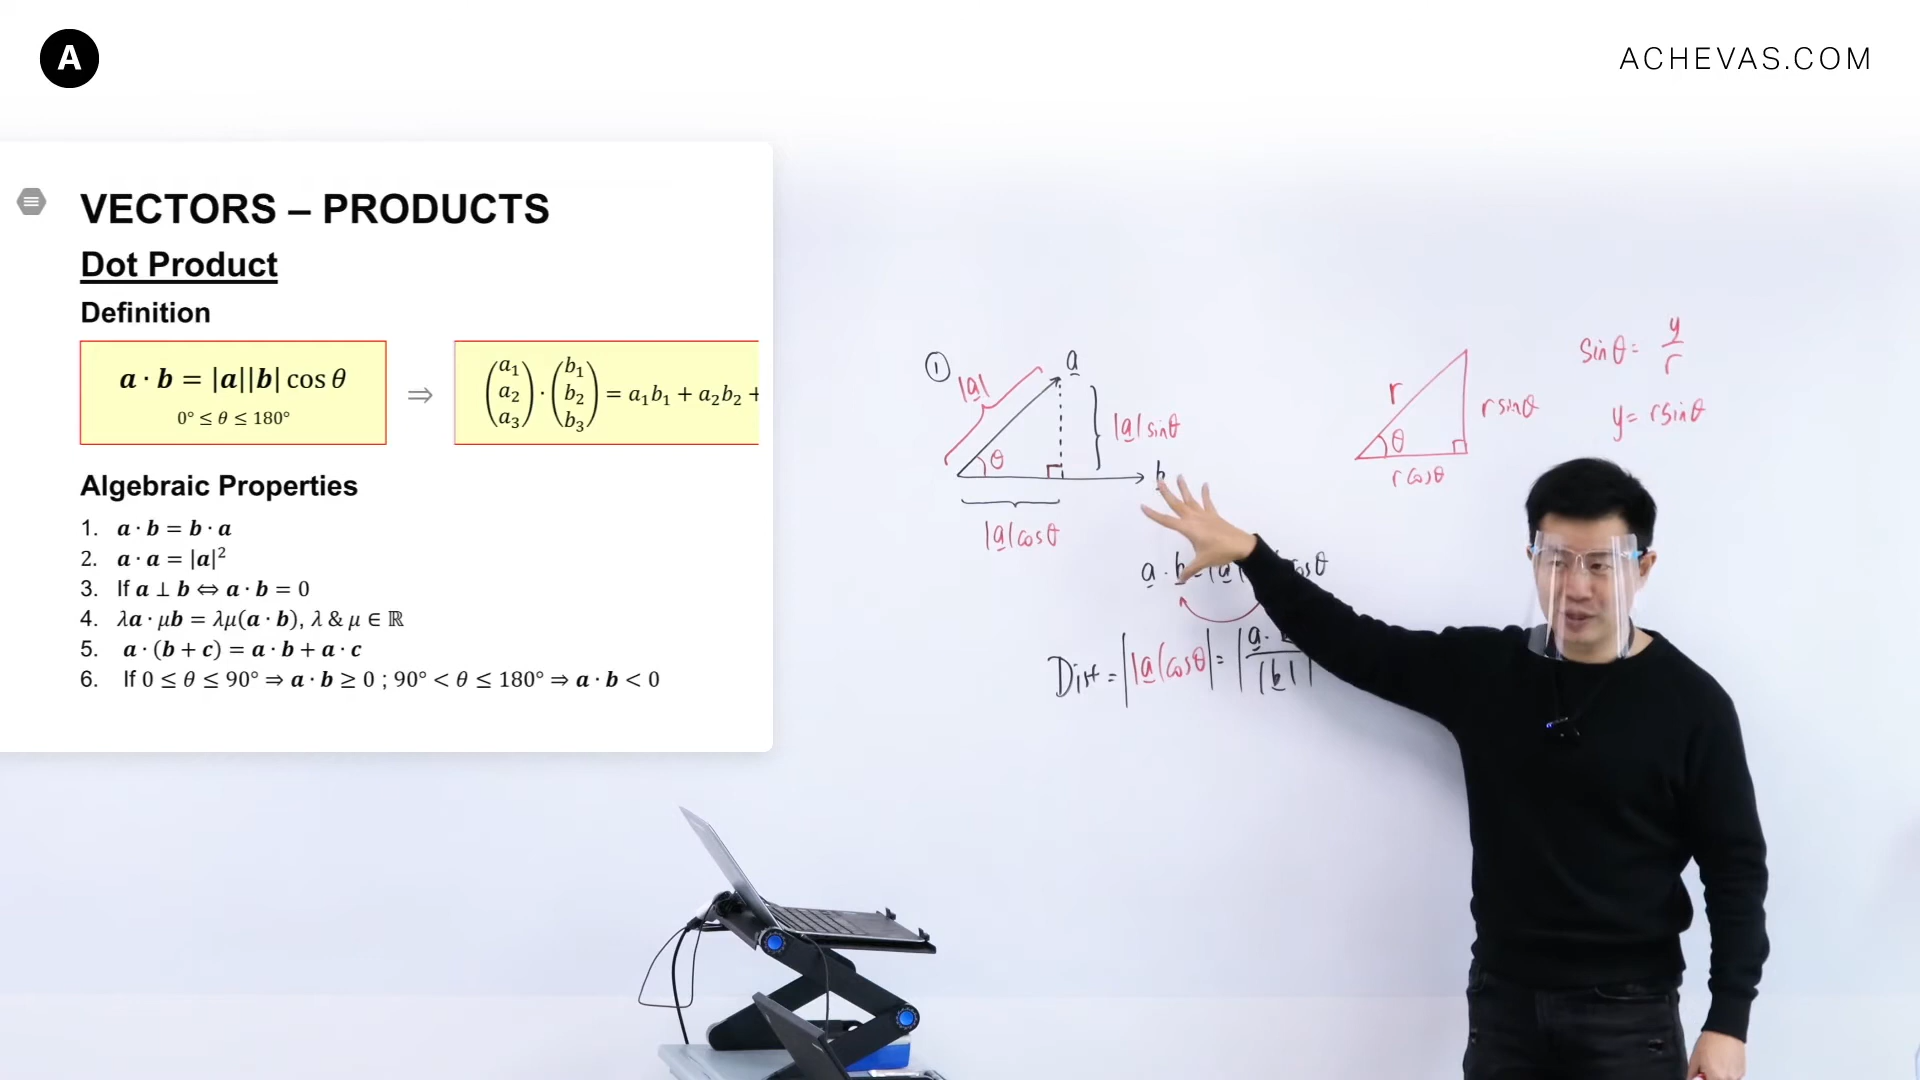 A
ACHEVAS.COM
VECTORS – PRODUCTS
Dot Product
Definition
a · b = |a||b| cos θ
0° ≤ θ ≤ 180°
⇒
(a₁ a₂ a₃) · (b₁ b₂ b₃) = a₁b₁ + a₂b₂ +
Algebraic Properties
1. a · b = b · a
2. a · a = |a|²
3. If a ⊥ b ⇔ a · b = 0
4. λa · μb = λμ(a · b), λ & μ ∈ ℝ
5. a · (b + c) = a · b + a · c
6. If 0 ≤ θ ≤ 90° ⇒ a · b ≥ 0 ; 90° < θ ≤ 180° ⇒ a · b < 0
①
|a|
a
θ
|a| sinθ
b
|a| cosθ
a · b = |a| cosθ
Dist = ||a| cosθ| = |a · / |b||
r
θ
r sinθ
r cosθ
sinθ = y/r
y = r sinθ